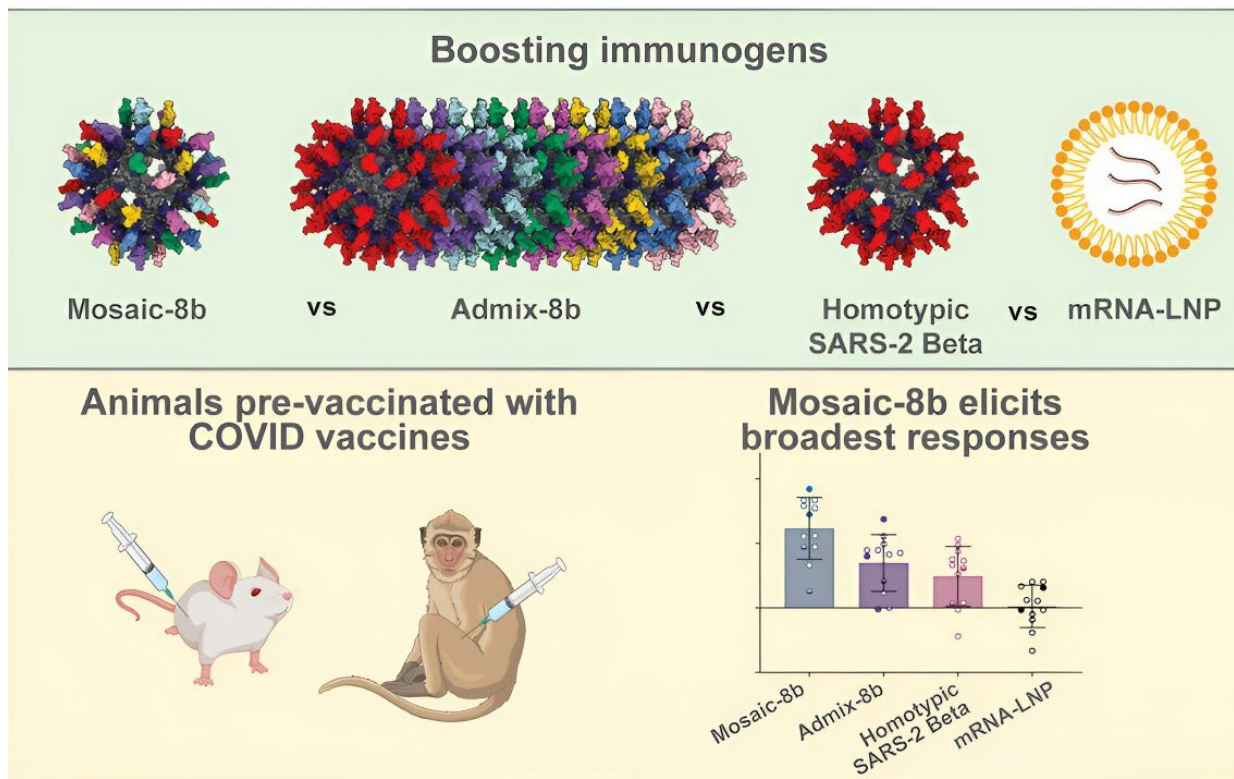 Boosting immunogens
Mosaic-8b
vs
Admix-8b
vs
Homotypic
SARS-2 Beta
vs
mRNA-LNP
Animals pre-vaccinated with
COVID vaccines
Mosaic-8b elicits
broadest responses
Mosaic-8b
Admix-8b
Homotypic
SARS-2 Beta
mRNA-LNP